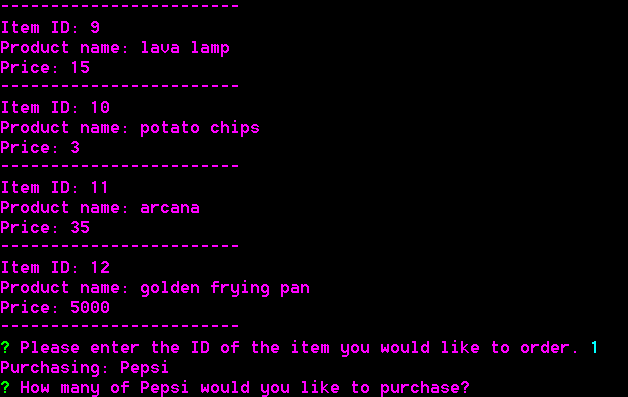 ------------------------
Item ID: 9
Product name: lava lamp
Price: 15
------------------------
Item ID: 10
Product name: potato chips
Price: 3
------------------------
Item ID: 11
Product name: arcana
Price: 35
------------------------
Item ID: 12
Product name: golden frying pan
Price: 5000
------------------------
? Please enter the ID of the item you would like to order. 1
Purchasing: Pepsi
? How many of Pepsi would you like to purchase?